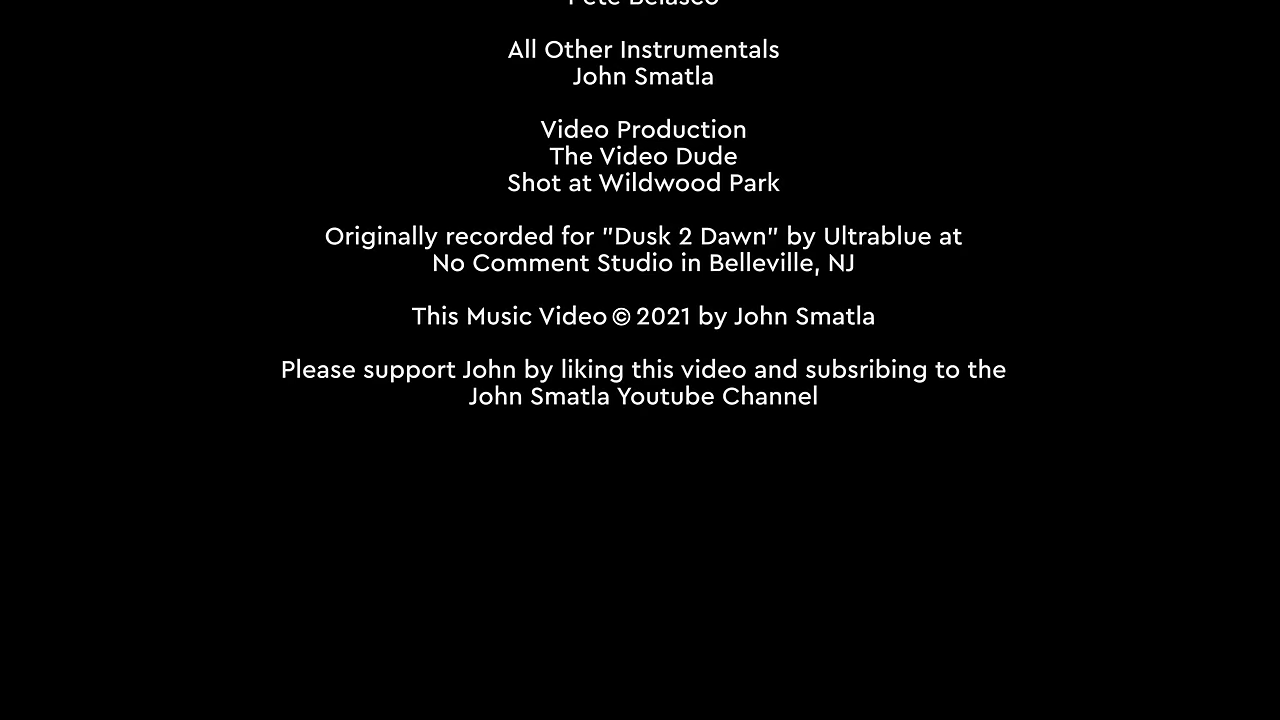 Pete Belasco
All Other Instrumentals
John Smatla
Video Production
The Video Dude
Shot at Wildwood Park
Originally recorded for "Dusk 2 Dawn" by Ultrablue at
No Comment Studio in Belleville, NJ
This Music Video © 2021 by John Smatla
Please support John by liking this video and subsribing to the
John Smatla Youtube Channel